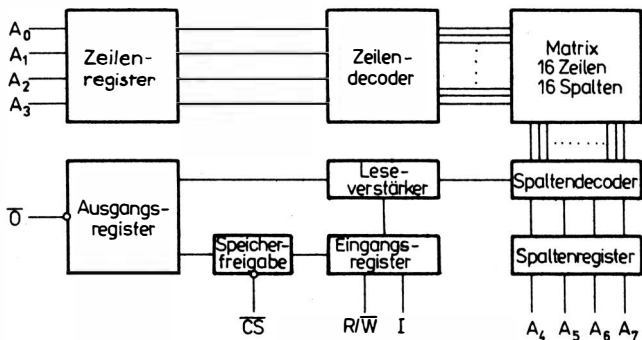 A₀
A₁
A₂
A₃
Zeilen-
register
Zeilen-
decoder
Matrix
16 Zeilen
16 Spalten
O̅
Ausgangs-
register
Lese-
verstärker
Spaltendecoder
Speicher-
freigabe
Eingangs-
register
Spaltenregister
C̅S̅
R/W̅
I
A₄
A₅
A₆
A₇